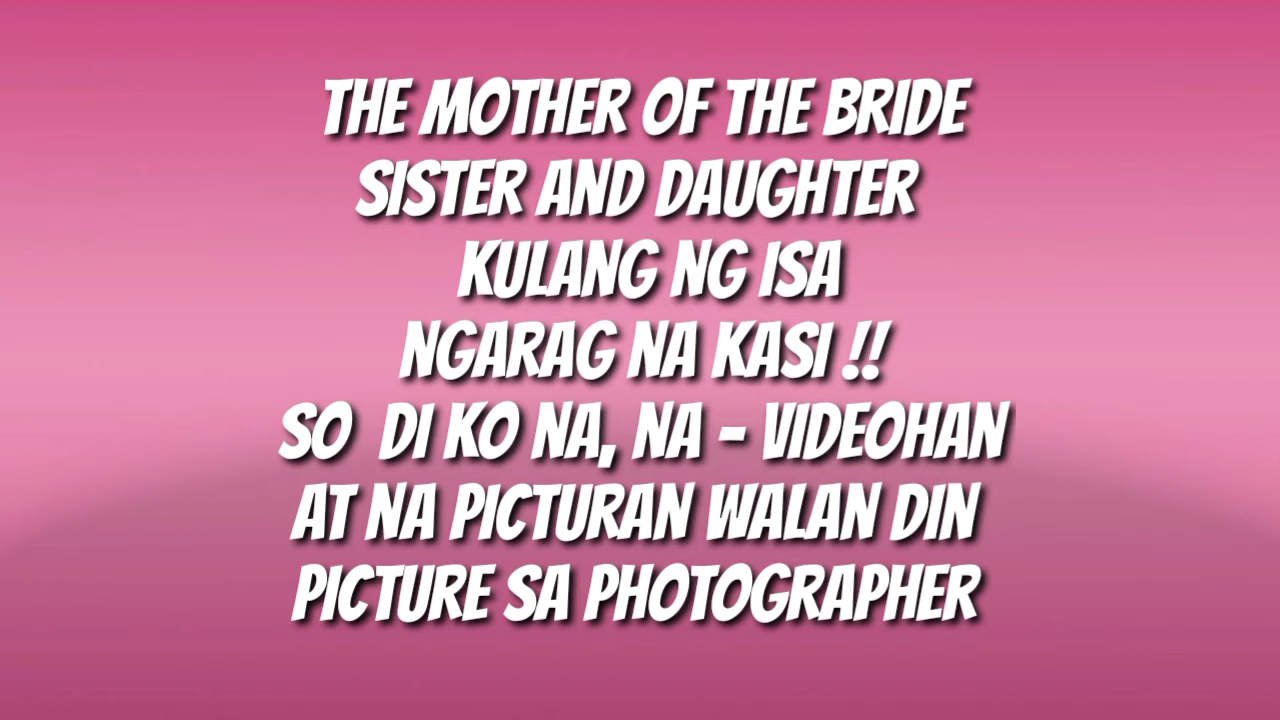 THE MOTHER OF THE BRIDE
SISTER AND DAUGHTER
KULANG NG ISA
NGARAG NA KASI !!
SO DI KO NA, NA - VIDEOHAN
AT NA PICTURAN WALAN DIN
PICTURE SA PHOTOGRAPHER